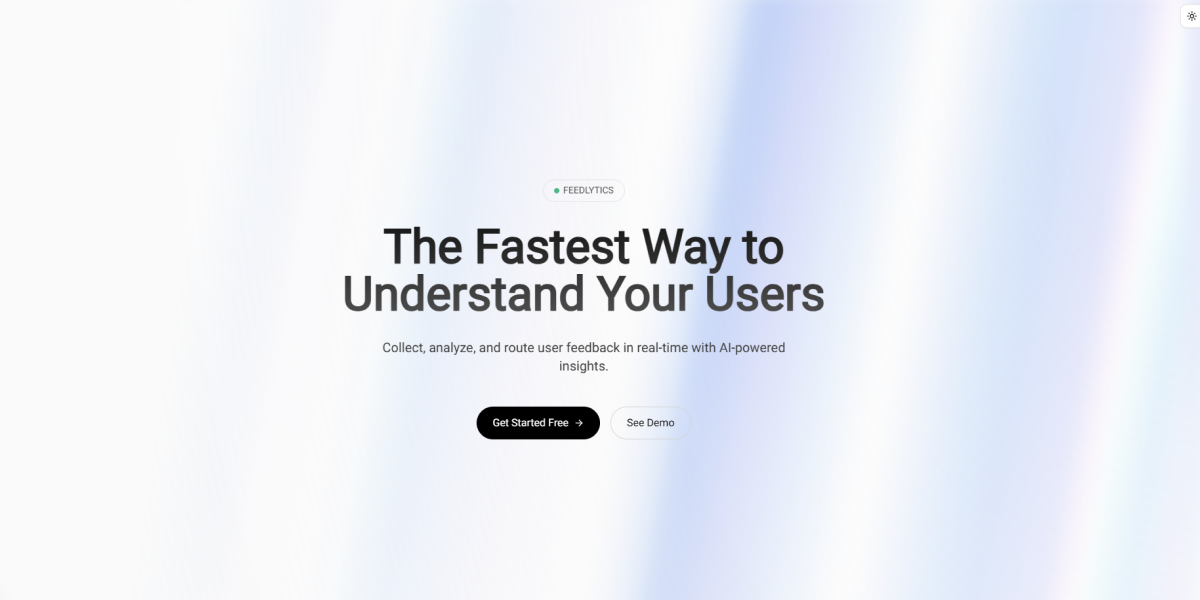 FEEDLYTICS
The Fastest Way to
Understand Your Users
Collect, analyze, and route user feedback in real-time with AI-powered
insights.
Get Started Free →
See Demo